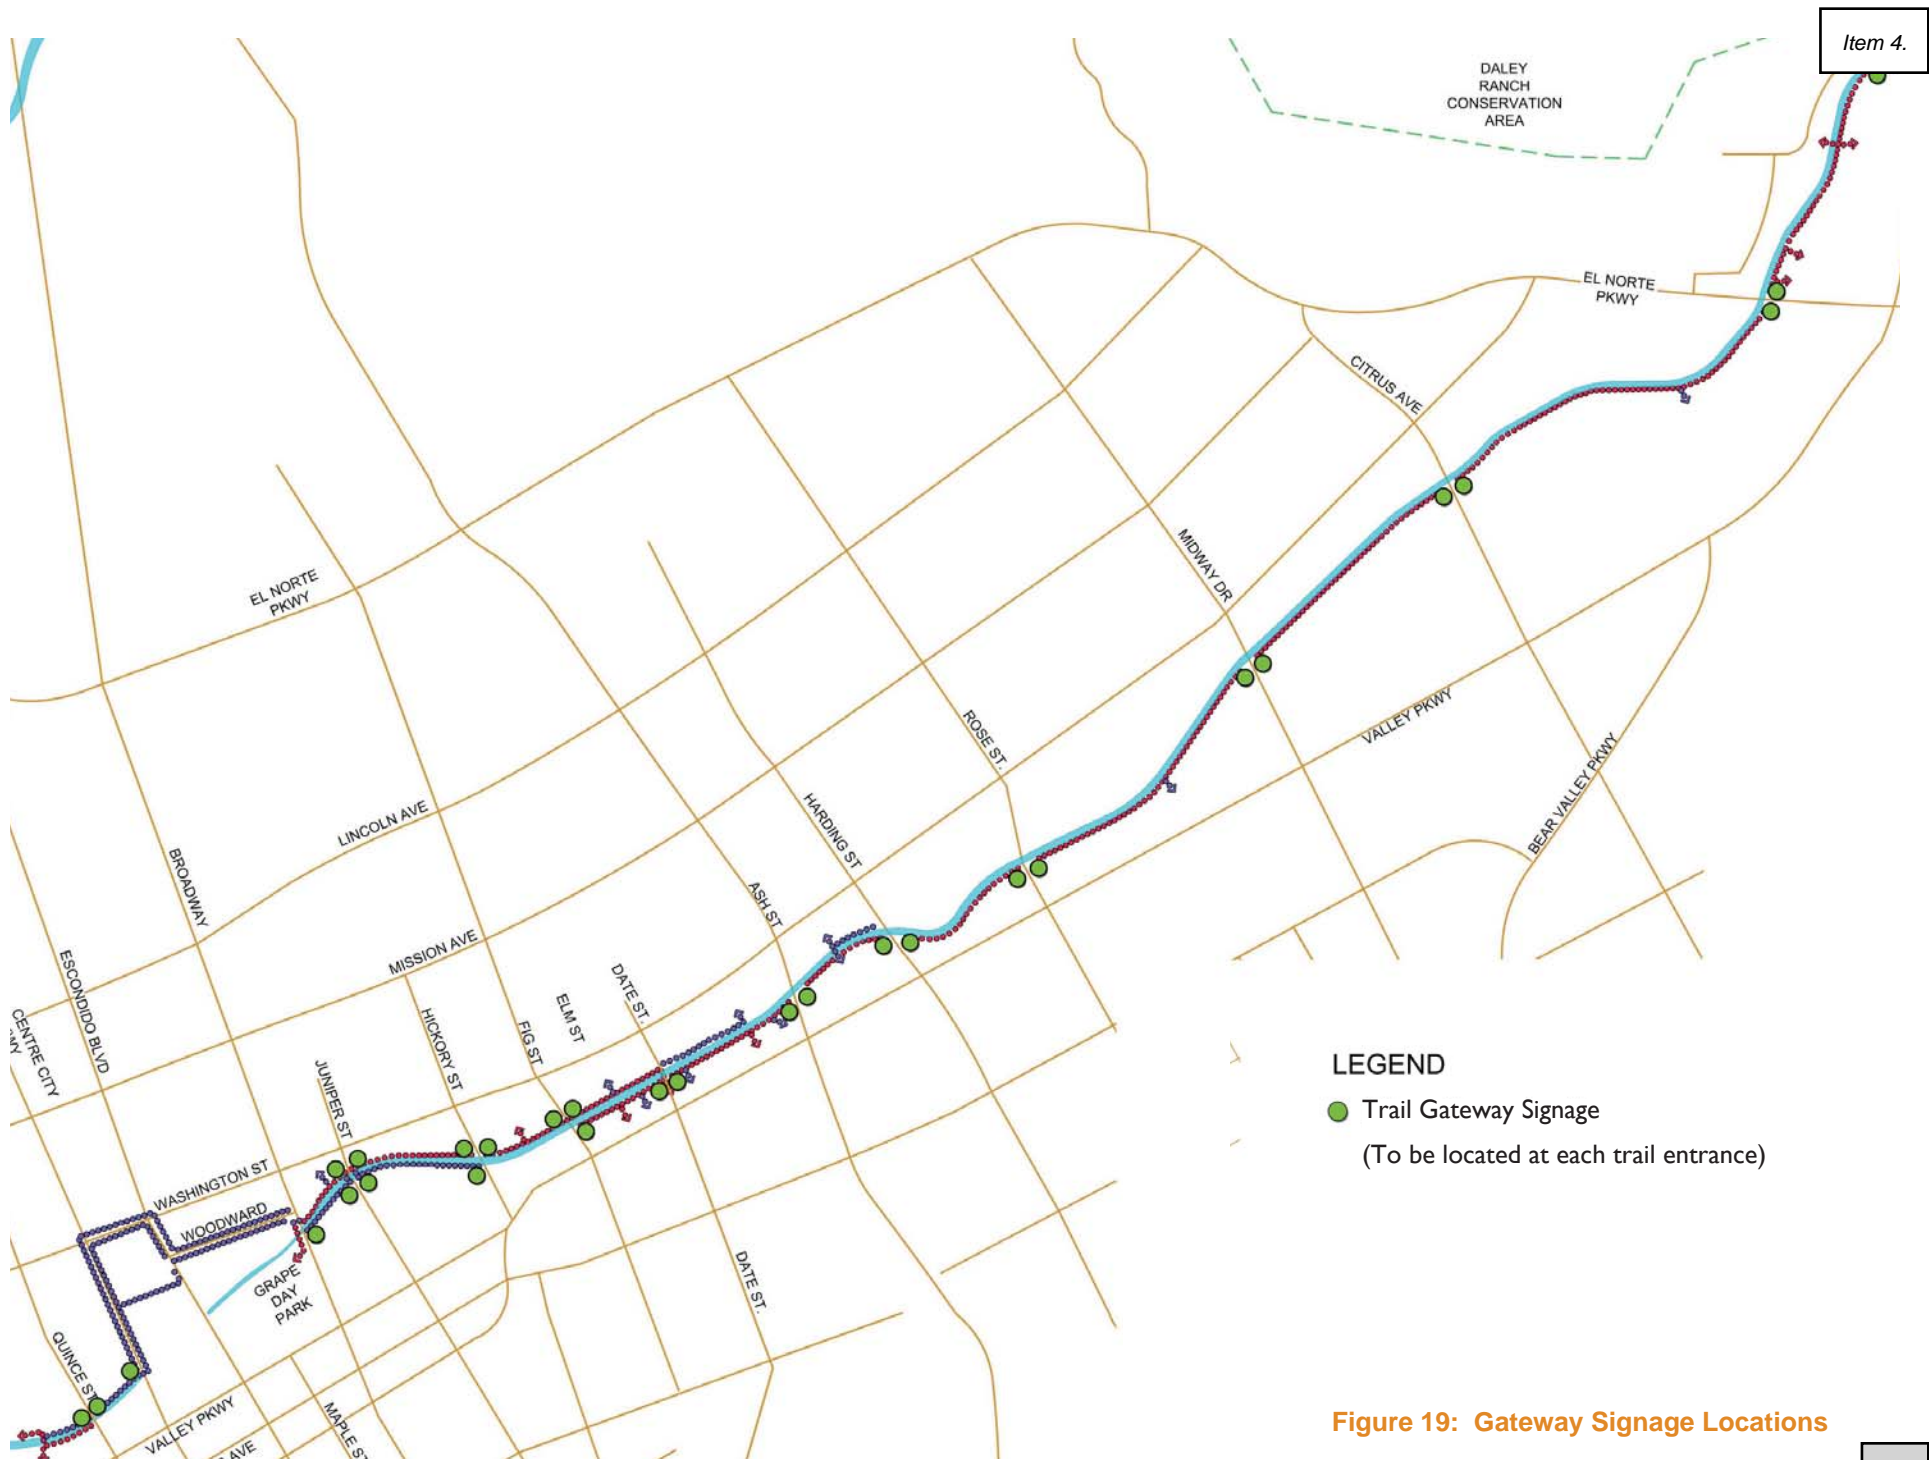 Item 4.
DALEY
RANCH
CONSERVATION
AREA
EL NORTE
PKWY
CITRUS AVE
MIDWAY DR
EL NORTE
PKWY
VALLEY PKWY
ROSE ST.
BEAR VALLEY PKWY
HARDING ST
LINCOLN AVE
BROADWAY
ASH ST
MISSION AVE
ESCONDIDO BLVD
DATE ST.
ELM ST
FIG ST
HICKORY ST
CENTRE CITY
JUNIPER ST
WASHINGTON ST
WOODWARD
GRAPE
DAY
PARK
DATE ST.
QUINCE ST
VALLEY PKWY
MAPLE ST
AVE
LEGEND
Trail Gateway Signage
(To be located at each trail entrance)
Figure 19: Gateway Signage Locations